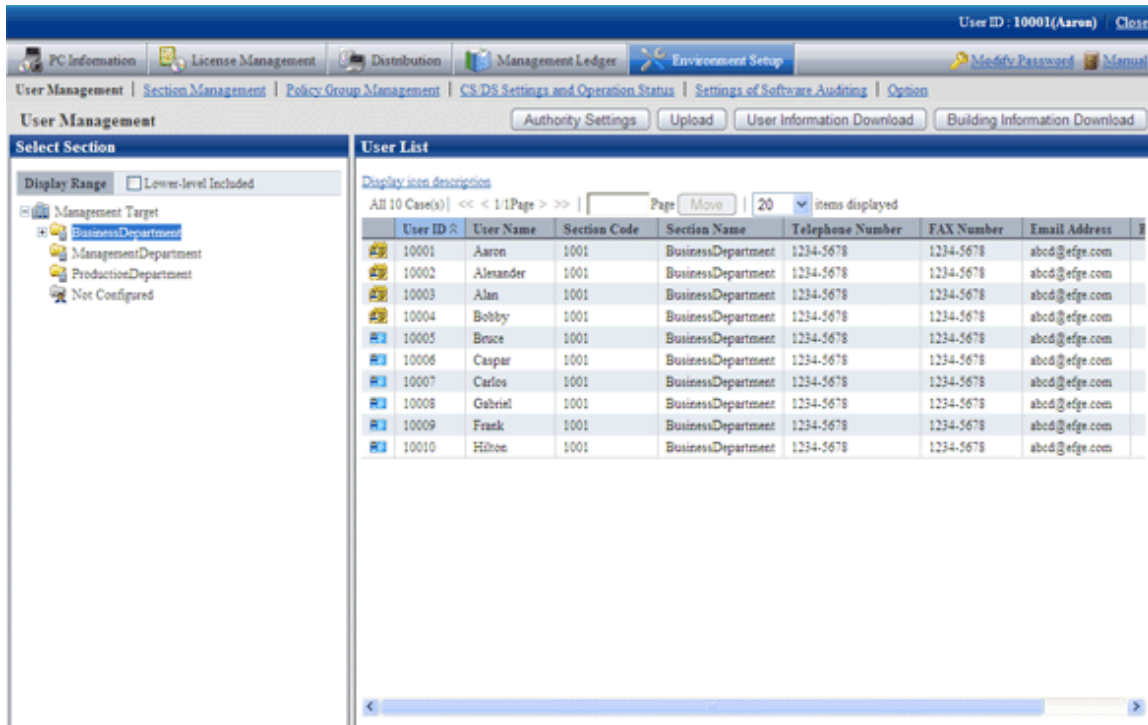 User ID : 10001(Aaron) Close
PC Information License Management Distribution Management Ledger Environment Setup Modify Password Manual
User Management | Section Management | Policy Group Management | CS/DS Settings and Operation Status | Settings of Software Auditing | Option
User Management Authority Settings Upload User Information Download Building Information Download
Select Section
Display Range Lower-level Included
Management Target
BusinessDepartment
ManagementDepartment
ProductionDepartment
Not Configured
User List
Display icon description
All 10 Case(s)| << < 1/1Page > >> | Page Move | 20 items displayed
User ID User Name Section Code Section Name Telephone Number FAX Number Email Address
10001 Aaron 1001 BusinessDepartment 1234-5678 1234-5678 abcd@efge.com
10002 Alexander 1001 BusinessDepartment 1234-5678 1234-5678 abcd@efge.com
10003 Alan 1001 BusinessDepartment 1234-5678 1234-5678 abcd@efge.com
10004 Bobby 1001 BusinessDepartment 1234-5678 1234-5678 abcd@efge.com
10005 Bruce 1001 BusinessDepartment 1234-5678 1234-5678 abcd@efge.com
10006 Caspar 1001 BusinessDepartment 1234-5678 1234-5678 abcd@efge.com
10007 Carlos 1001 BusinessDepartment 1234-5678 1234-5678 abcd@efge.com
10008 Gabriel 1001 BusinessDepartment 1234-5678 1234-5678 abcd@efge.com
10009 Frank 1001 BusinessDepartment 1234-5678 1234-5678 abcd@efge.com
10010 Hilton 1001 BusinessDepartment 1234-5678 1234-5678 abcd@efge.com